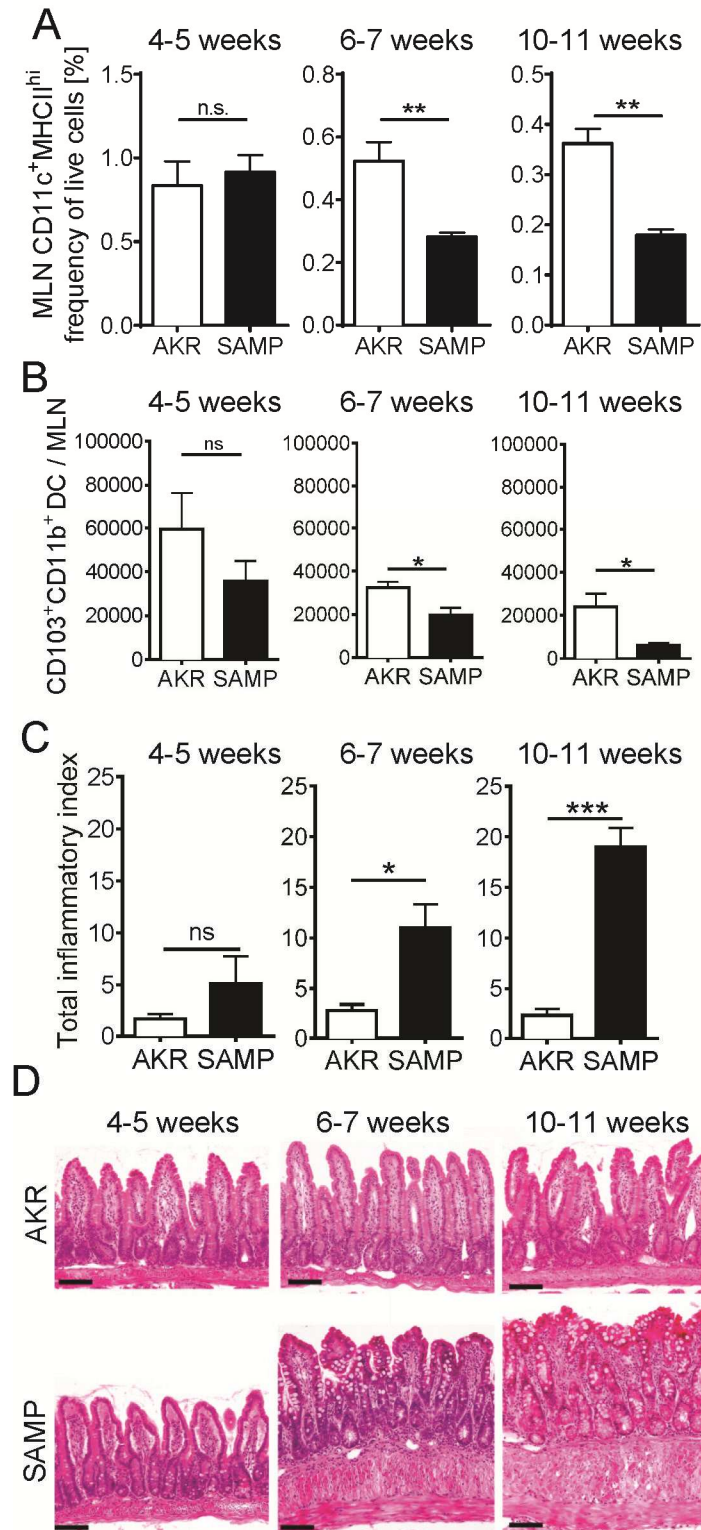 A
4-5 weeks
6-7 weeks
10-11 weeks
MLN CD11c⁺MHCIIʰⁱ
frequency of live cells [%]
1.5
1.0
0.5
0.0
n.s.
AKR SAMP
0.8
0.6
0.4
0.2
0.0
**
AKR SAMP
0.5
0.4
0.3
0.2
0.1
0.0
**
AKR SAMP
B
4-5 weeks
6-7 weeks
10-11 weeks
CD103⁺CD11b⁺ DC / MLN
100000
80000
60000
40000
20000
0
ns
AKR SAMP
100000
80000
60000
40000
20000
0
*
AKR SAMP
100000
80000
60000
40000
20000
0
*
AKR SAMP
C
4-5 weeks
6-7 weeks
10-11 weeks
Total inflammatory index
25
20
15
10
5
0
ns
AKR SAMP
25
20
15
10
5
0
*
AKR SAMP
25
20
15
10
5
0
***
AKR SAMP
D
4-5 weeks
6-7 weeks
10-11 weeks
AKR
SAMP